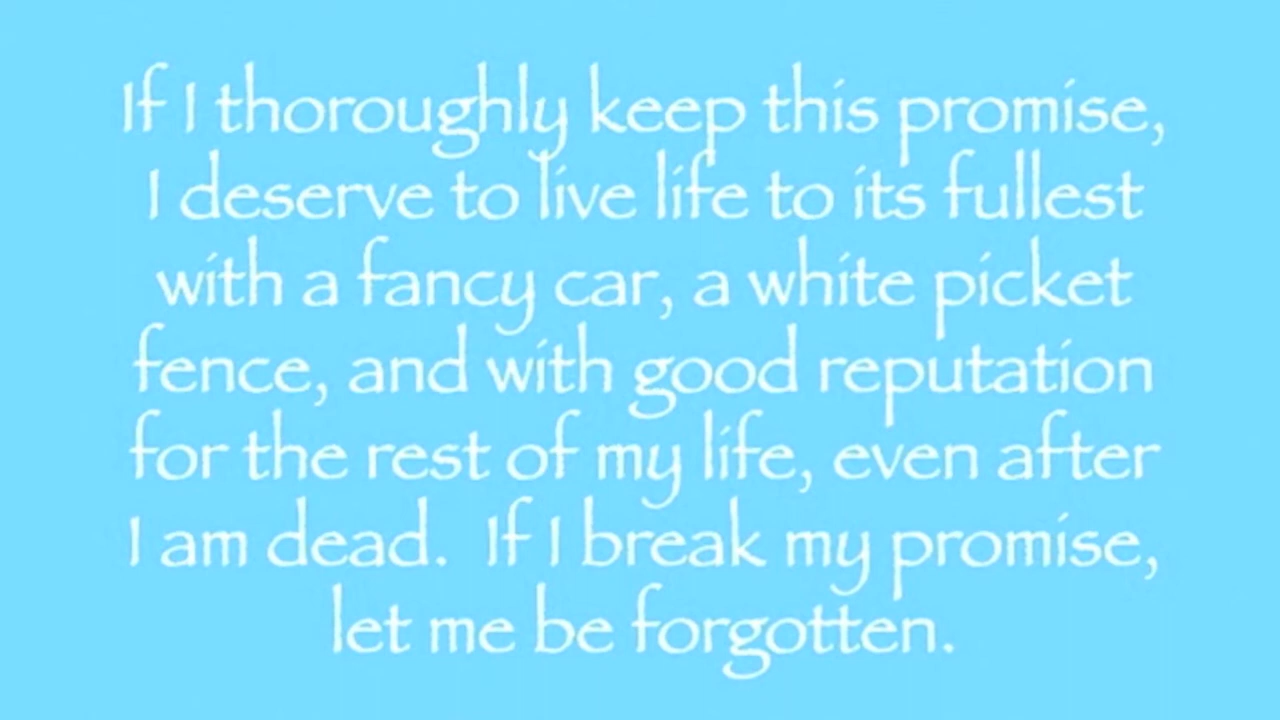 If I thoroughly keep this promise,
I deserve to live life to its fullest
with a fancy car, a white picket
fence, and with good reputation
for the rest of my life, even after
I am dead.  If I break my promise,
let me be forgotten.